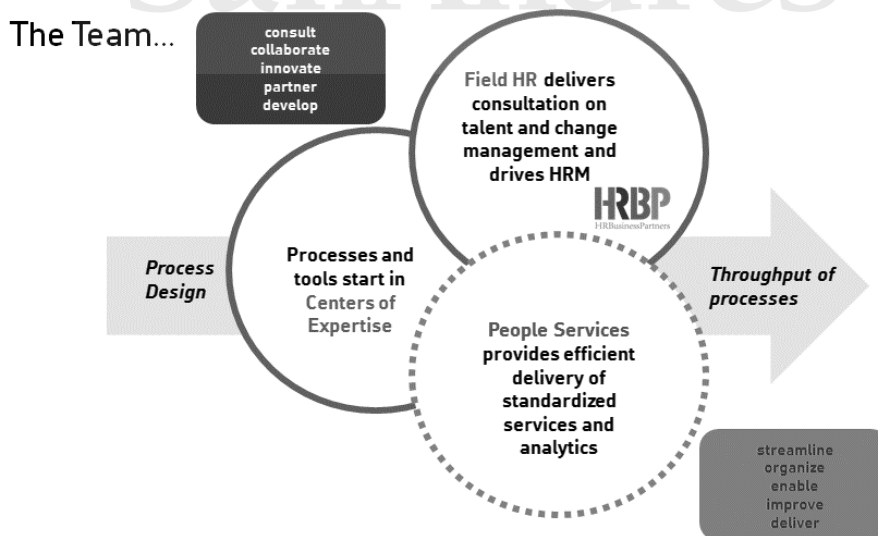 The Team...
consult
collaborate
innovate
partner
develop
Field HR delivers
consultation on
talent and change
management and
drives HRM
HRBP
HRBusinessPartners
Process
Design
Processes and
tools start in
Centers of
Expertise
Throughput of
processes
People Services
provides efficient
delivery of
standardized
services and
analytics
streamline
organize
enable
improve
deliver